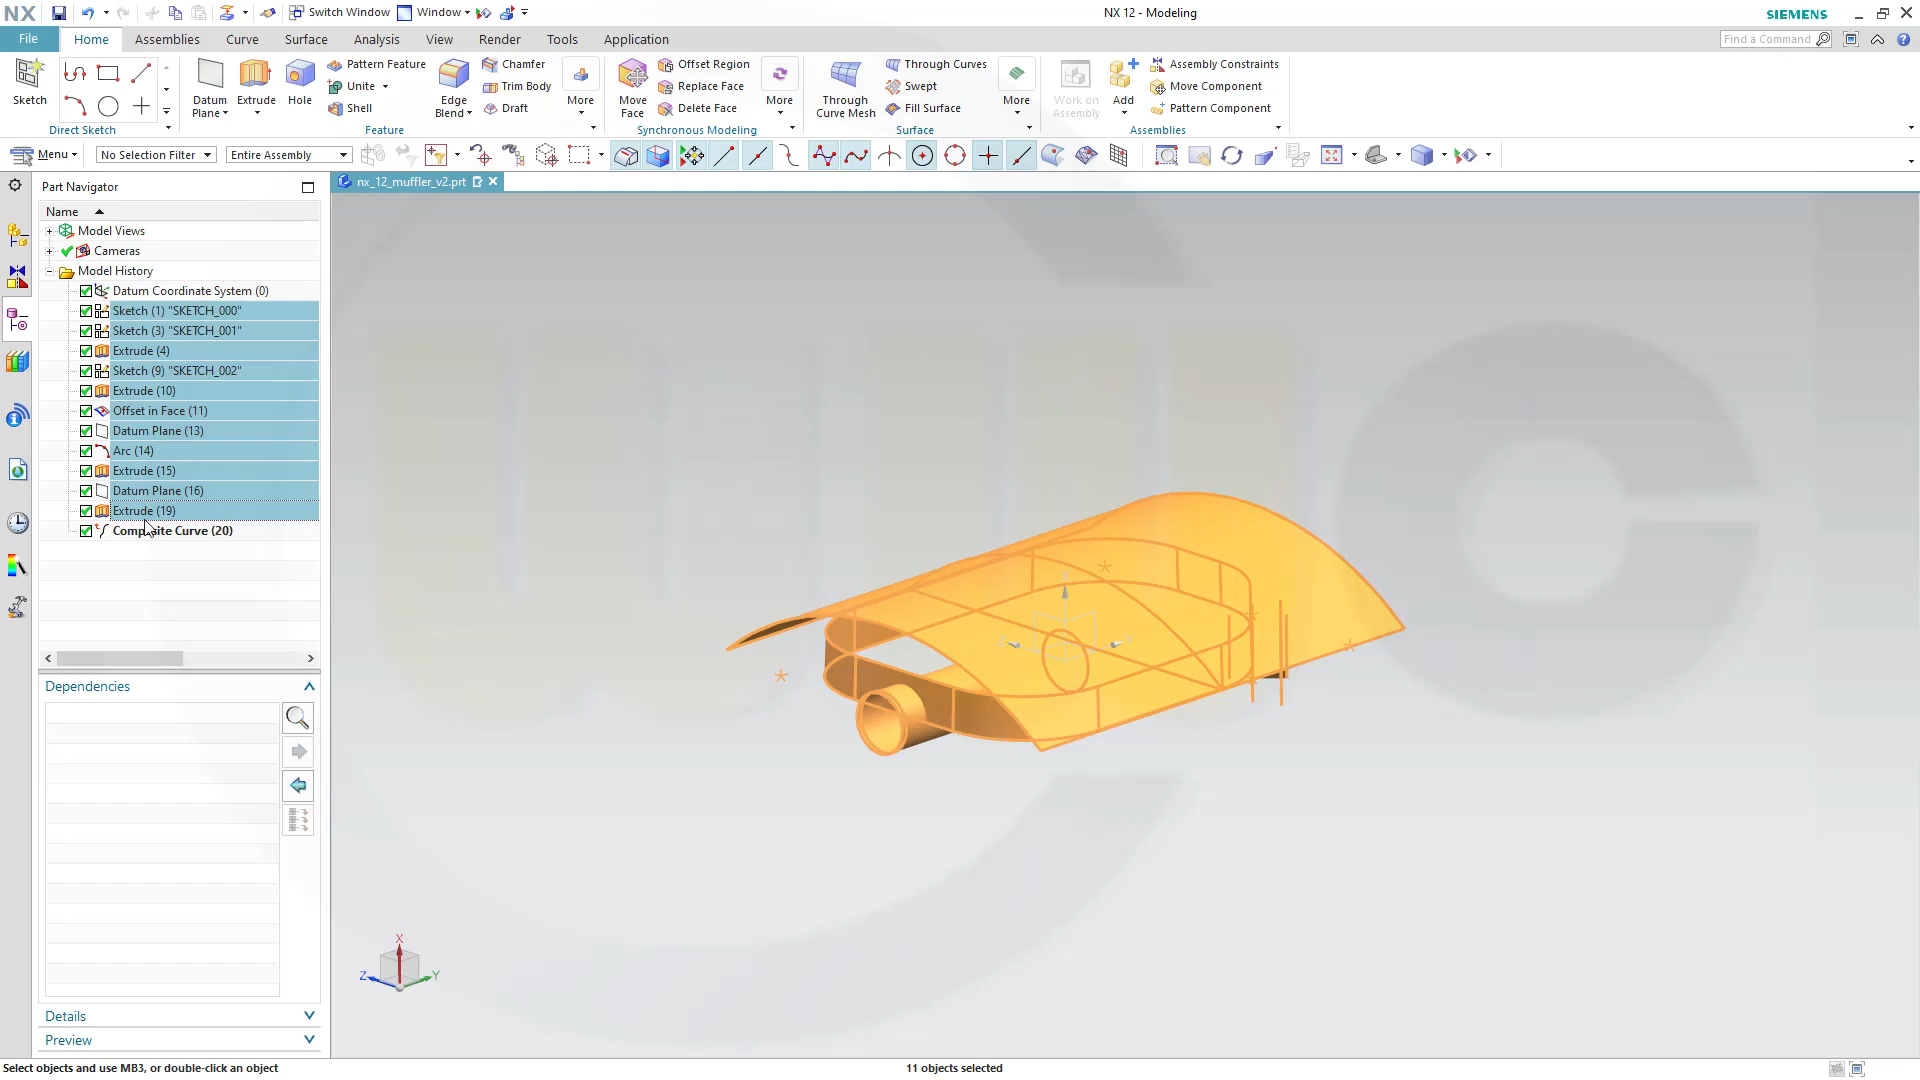 NX
Switch Window
Window
NX 12 - Modeling
SIEMENS
File
Home
Assemblies
Curve
Surface
Analysis
View
Render
Tools
Application
Find a Command
Sketch
Direct Sketch
Datum
Plane
Extrude
Hole
Pattern Feature
Unite
Shell
Edge
Blend
Chamfer
Trim Body
Draft
More
Feature
Move
Face
Offset Region
Replace Face
Delete Face
More
Synchronous Modeling
Through
Curve Mesh
Through Curves
Swept
Fill Surface
More
Surface
Work on
Assembly
Add
Assembly Constraints
Move Component
Pattern Component
Assemblies
Menu
No Selection Filter
Entire Assembly
Part Navigator
nx_12_muffler_v2.prt
Name
Model Views
Cameras
Model History
Datum Coordinate System (0)
Sketch (1) "SKETCH_000"
Sketch (3) "SKETCH_001"
Extrude (4)
Sketch (9) "SKETCH_002"
Extrude (10)
Offset in Face (11)
Datum Plane (13)
Arc (14)
Extrude (15)
Datum Plane (16)
Extrude (19)
Composite Curve (20)
Dependencies
X
Z
Y
Details
Preview
Select objects and use MB3, or double-click an object
11 objects selected